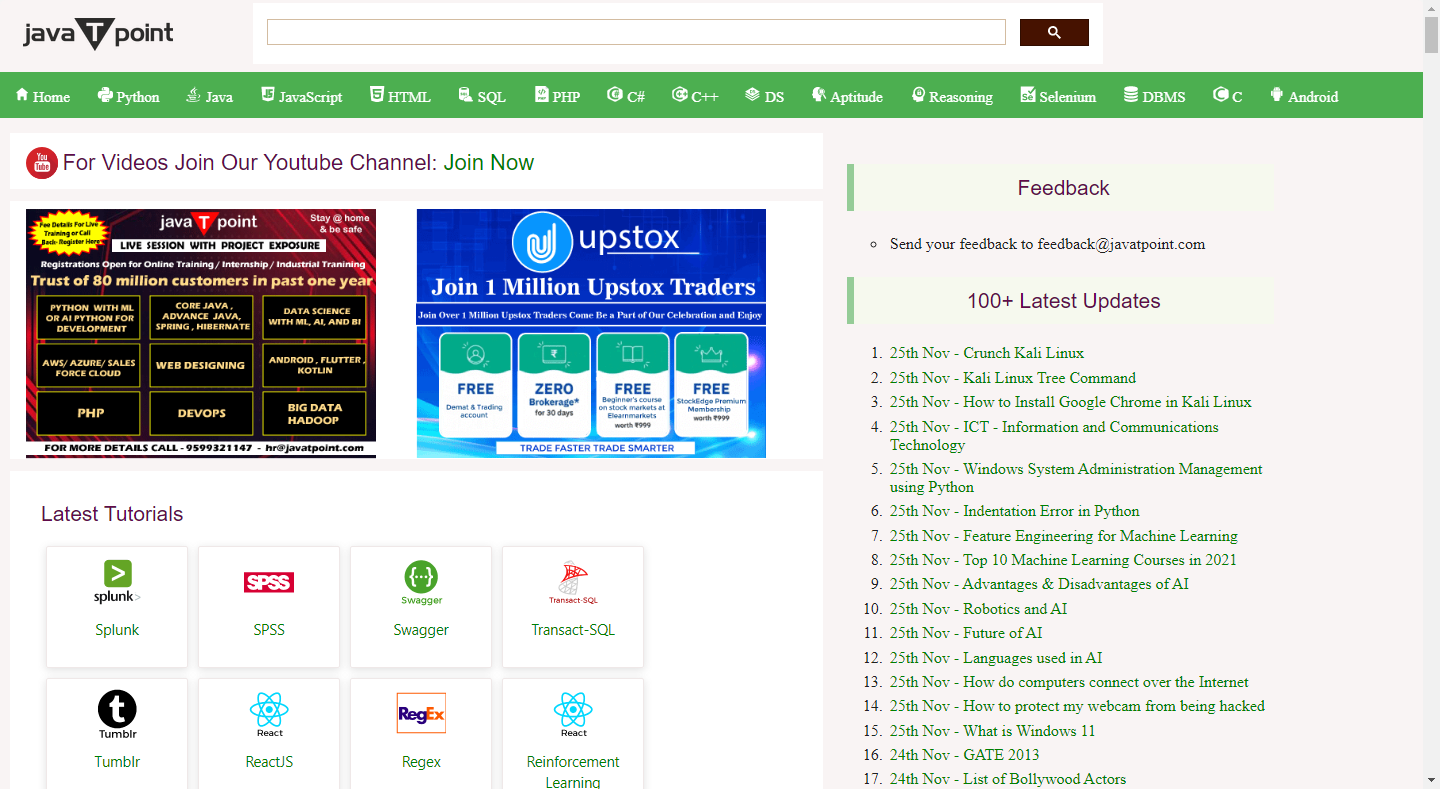 java T point
Home Python Java JavaScript HTML SQL PHP C# C++ DS Aptitude Reasoning Selenium DBMS C Android
You Tube For Videos Join Our Youtube Channel: Join Now
Fee Details For Live
Training or Call
Back- Register Here
java T point
Stay @ home
& be safe
LIVE SESSION WITH PROJECT EXPOSURE
Registrations Open for Online Training / Internship / Industrial Tranining
Trust of 80 million customers in past one year
PYTHON WITH ML
OR AI PYTHON FOR
DEVELOPMENT
CORE JAVA ,
ADVANCE JAVA,
SPRING , HIBERNATE
DATA SCIENCE
WITH ML, AI, AND BI
AWS/ AZURE/ SALES
FORCE CLOUD
WEB DESIGNING
ANDROID , FLUTTER ,
KOTLIN
PHP
DEVOPS
BIG DATA
HADOOP
FOR MORE DETAILS CALL - 9599321147 - hr@javatpoint.com
upstox
Join 1 Million Upstox Traders
Join Over 1 Million Upstox Traders Come Be a Part of Our Celebration and Enjoy
FREE
Demat & Trading
account
ZERO
Brokerage*
for 30 days
FREE
Beginner's course
on stock markets at
Elearnmarkets
worth ₹999
FREE
StockEdge Premium
Membership
worth ₹999
TRADE FASTER TRADE SMARTER
Latest Tutorials
splunk>
Splunk
SPSS
SPSS
Swagger
Swagger
Transact-SQL
Transact-SQL
t
Tumblr
Tumblr
React
ReactJS
RegEx
Regex
React
Reinforcement
Learning
Feedback
Send your feedback to feedback@javatpoint.com
100+ Latest Updates
1. 25th Nov - Crunch Kali Linux
2. 25th Nov - Kali Linux Tree Command
3. 25th Nov - How to Install Google Chrome in Kali Linux
4. 25th Nov - ICT - Information and Communications
Technology
5. 25th Nov - Windows System Administration Management
using Python
6. 25th Nov - Indentation Error in Python
7. 25th Nov - Feature Engineering for Machine Learning
8. 25th Nov - Top 10 Machine Learning Courses in 2021
9. 25th Nov - Advantages & Disadvantages of AI
10. 25th Nov - Robotics and AI
11. 25th Nov - Future of AI
12. 25th Nov - Languages used in AI
13. 25th Nov - How do computers connect over the Internet
14. 25th Nov - How to protect my webcam from being hacked
15. 25th Nov - What is Windows 11
16. 24th Nov - GATE 2013
17. 24th Nov - List of Bollywood Actors